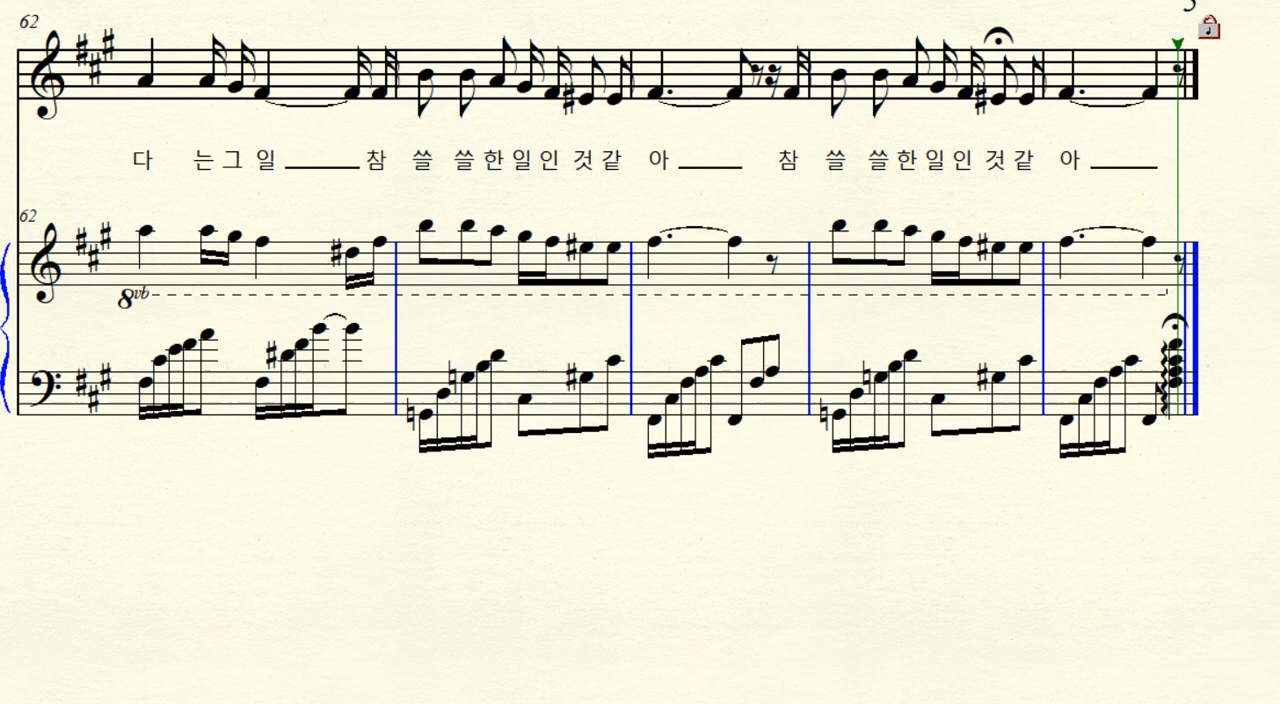 62
다 는 그 일 참 쓸 쓸 한 일 인 것 같 아 참 쓸 쓸 한 일 인 것 같 아
62
8vb